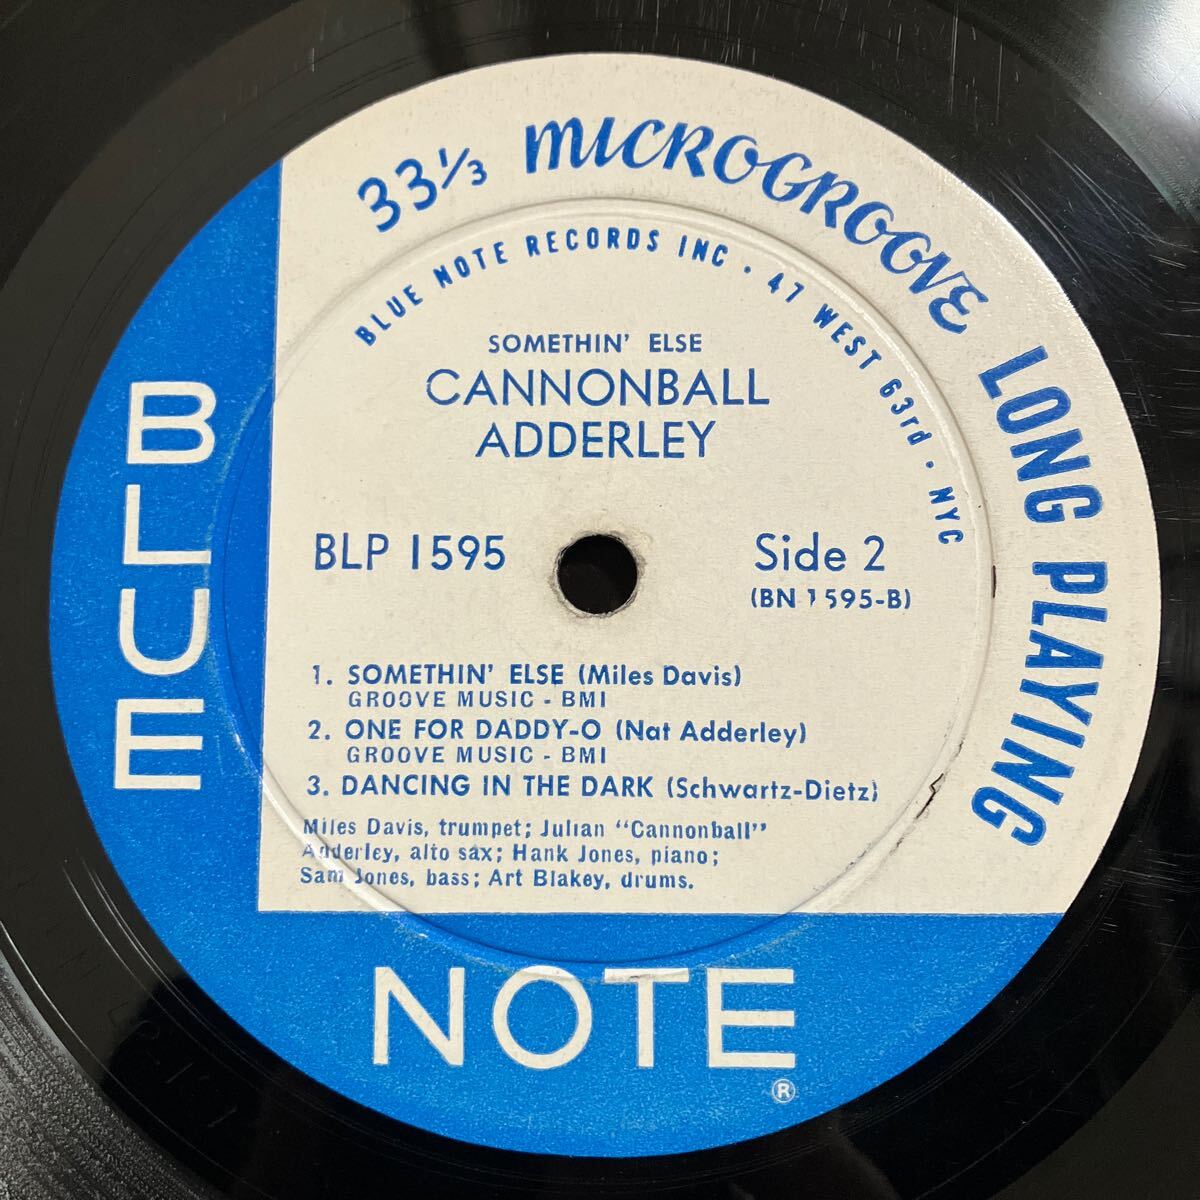 33⅓ MICROGROOVE LONG PLAYING
BLUE NOTE RECORDS INC · 47 WEST 63rd · NYC
SOMETHIN' ELSE
CANNONBALL
ADDERLEY
BLP 1595
Side 2
(BN 1595-B)
1. SOMETHIN' ELSE (Miles Davis)
GROOVE MUSIC - BMI
2. ONE FOR DADDY-O (Nat Adderley)
GROOVE MUSIC - BMI
3. DANCING IN THE DARK (Schwartz-Dietz)
Miles Davis, trumpet; Julian "Cannonball"
Adderley, alto sax; Hank Jones, piano;
Sam Jones, bass; Art Blakey, drums.
BLUE
NOTE
®